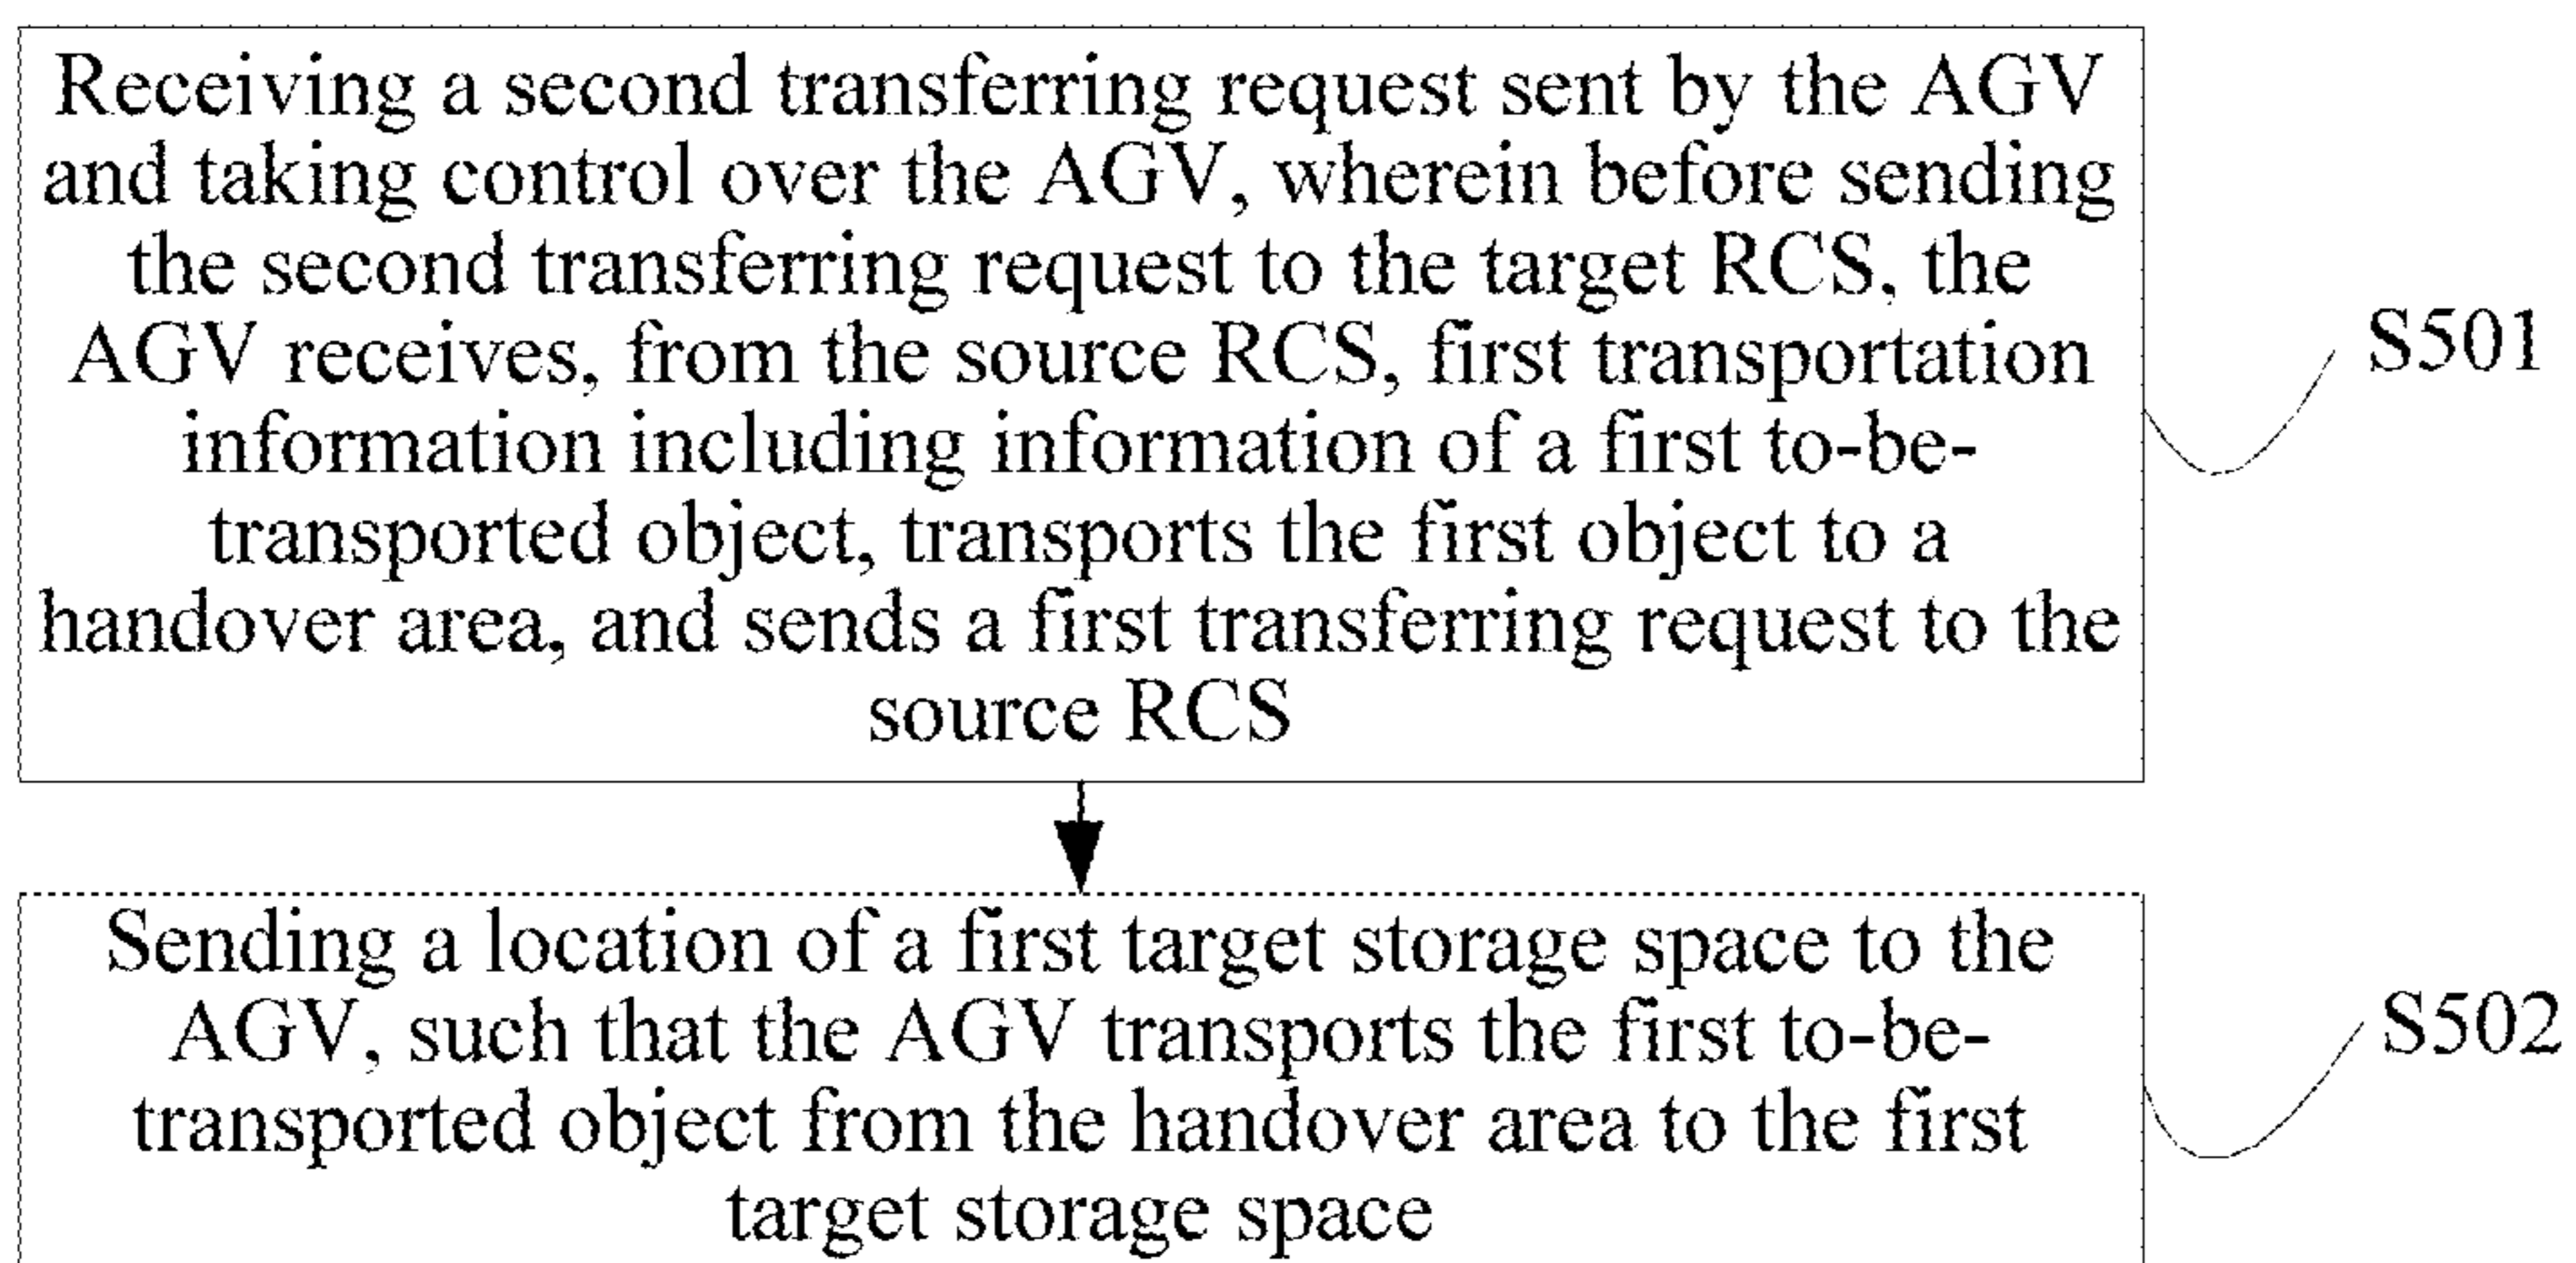 Receiving a second transferring request sent by the AGV
and taking control over the AGV, wherein before sending
the second transferring request to the target RCS, the
AGV receives, from the source RCS, first transportation
information including information of a first to-be-
transported object, transports the first object to a
handover area, and sends a first transferring request to the
source RCS
S501
Sending a location of a first target storage space to the
AGV, such that the AGV transports the first to-be-
transported object from the handover area to the first
target storage space
S502